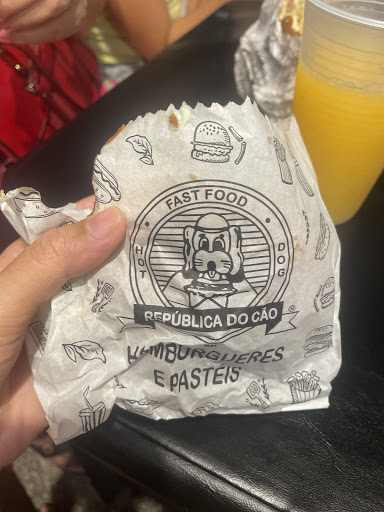 FAST FOOD
HOT DOG
REPÚBLICA DO CÃO
HAMBURGUERES
E PASTEIS
®